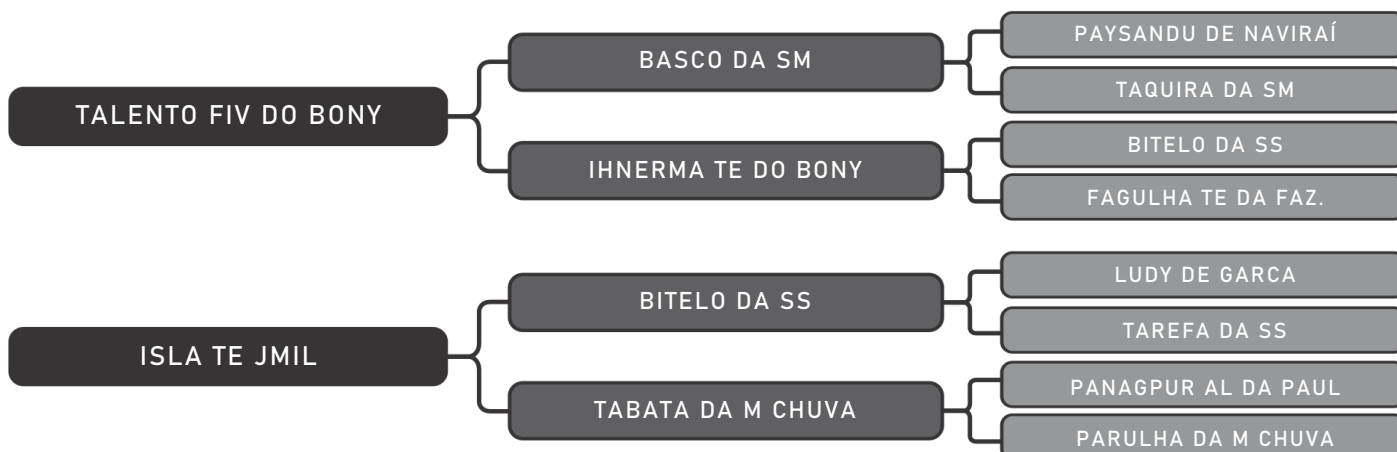 TALENTO FIV DO BONY
BASCO DA SM
PAYSANDU DE NAVIRAÍ
TAQUIRA DA SM
IHNERMA TE DO BONY
BITELO DA SS
FAGULHA TE DA FAZ.
ISLA TE JMIL
BITELO DA SS
LUDY DE GARCA
TAREFA DA SS
TABATA DA M CHUVA
PANAGPUR AL DA PAUL
PARULHA DA M CHUVA